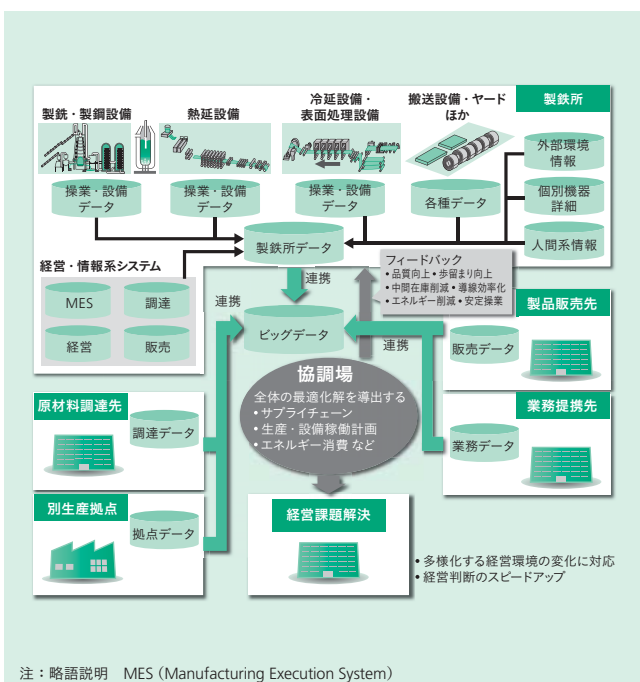 製鉄所
製銑・製鋼設備
熱延設備
冷延設備・
表面処理設備
搬送設備・ヤード
ほか
操業・設備
データ
操業・設備
データ
操業・設備
データ
各種データ
外部環境
情報
個別機器
詳細
人間系情報
製鉄所データ
経営・情報系システム
MES
調達
経営
販売
連携
フィードバック
• 品質向上 • 歩留まり向上
• 中間在庫削減 • 導線効率化
• エネルギー削減 • 安定操業
連携
ビッグデータ
連携
製品販売先
販売データ
協調場
全体の最適化解を導出する
• サプライチェーン
• 生産・設備稼働計画
• エネルギー消費 など
原材料調達先
調達データ
業務提携先
業務データ
別生産拠点
拠点データ
経営課題解決
• 多様化する経営環境の変化に対応
• 経営判断のスピードアップ
注：略語説明　MES（Manufacturing Execution System）